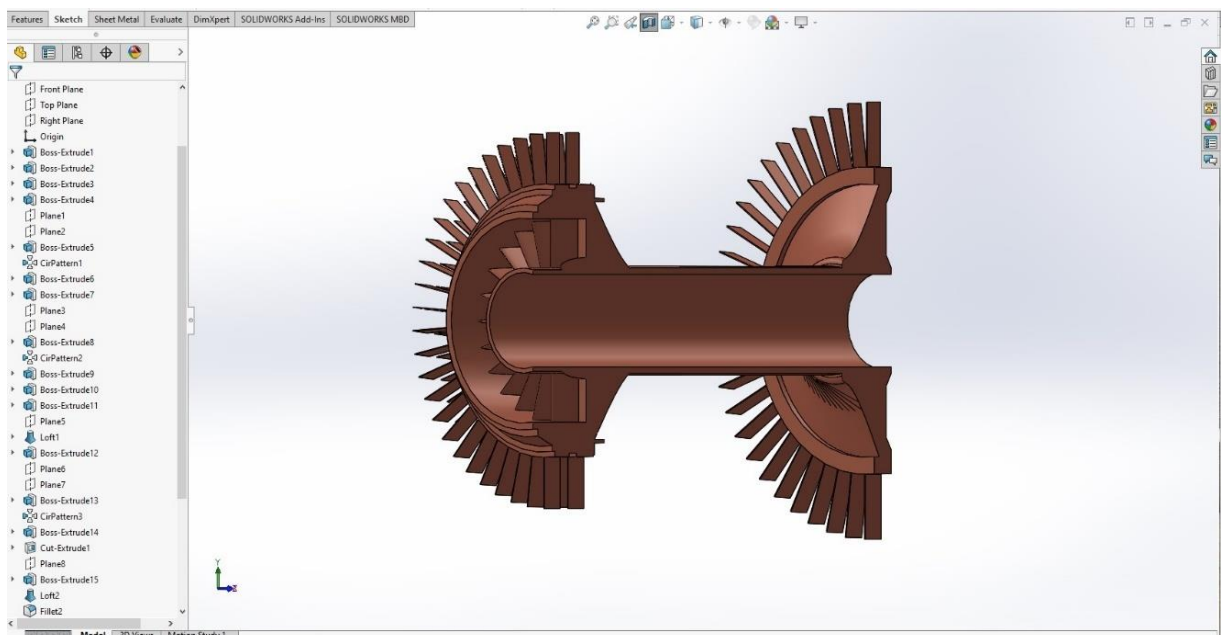 Features Sketch Sheet Metal Evaluate DimXpert SOLIDWORKS Add-Ins SOLIDWORKS MBD
Front Plane
Top Plane
Right Plane
Origin
Boss-Extrude1
Boss-Extrude2
Boss-Extrude3
Boss-Extrude4
Plane1
Plane2
Boss-Extrude5
CirPattern1
Boss-Extrude6
Boss-Extrude7
Plane3
Plane4
Boss-Extrude8
CirPattern2
Boss-Extrude9
Boss-Extrude10
Boss-Extrude11
Plane5
Loft1
Boss-Extrude12
Plane6
Plane7
Boss-Extrude13
CirPattern3
Boss-Extrude14
Cut-Extrude1
Plane8
Boss-Extrude15
Loft2
Fillet2
Model 3D Views Motion Study 1
Y